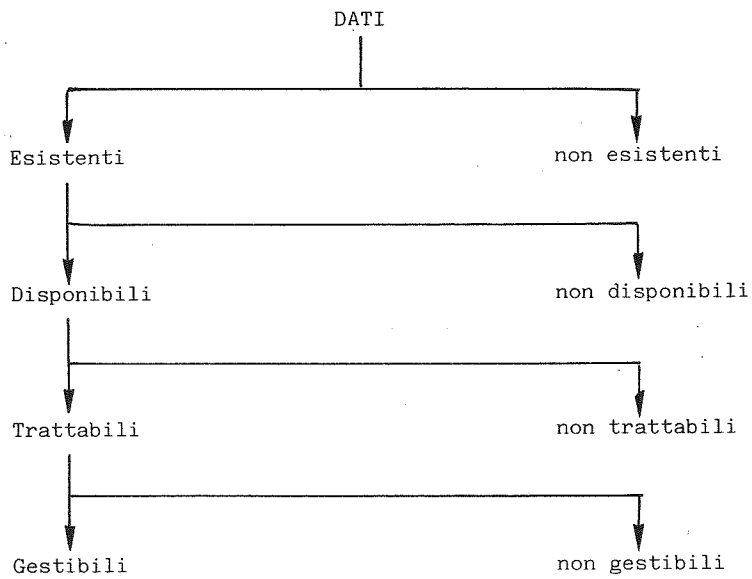 DATI
Esistenti
non esistenti
Disponibili
non disponibili
Trattabili
non trattabili
Gestibili
non gestibili